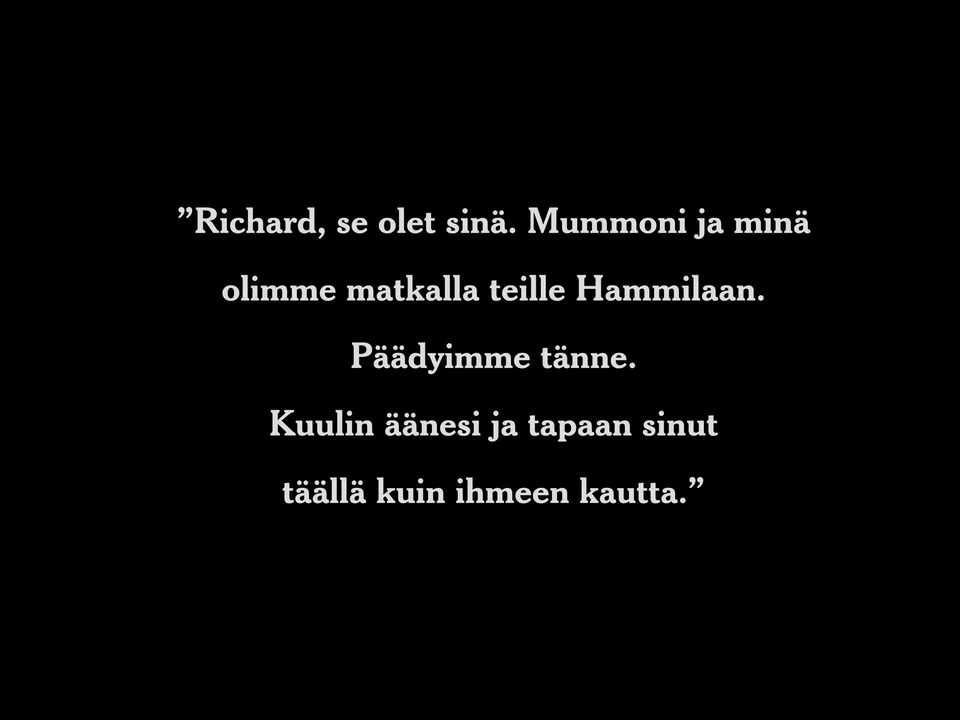 ”Richard, se olet sinä. Mummoni ja minä
olimme matkalla teille Hammilaan.
Päädyimme tänne.
Kuulin äänesi ja tapaan sinut
täällä kuin ihmeen kautta.”